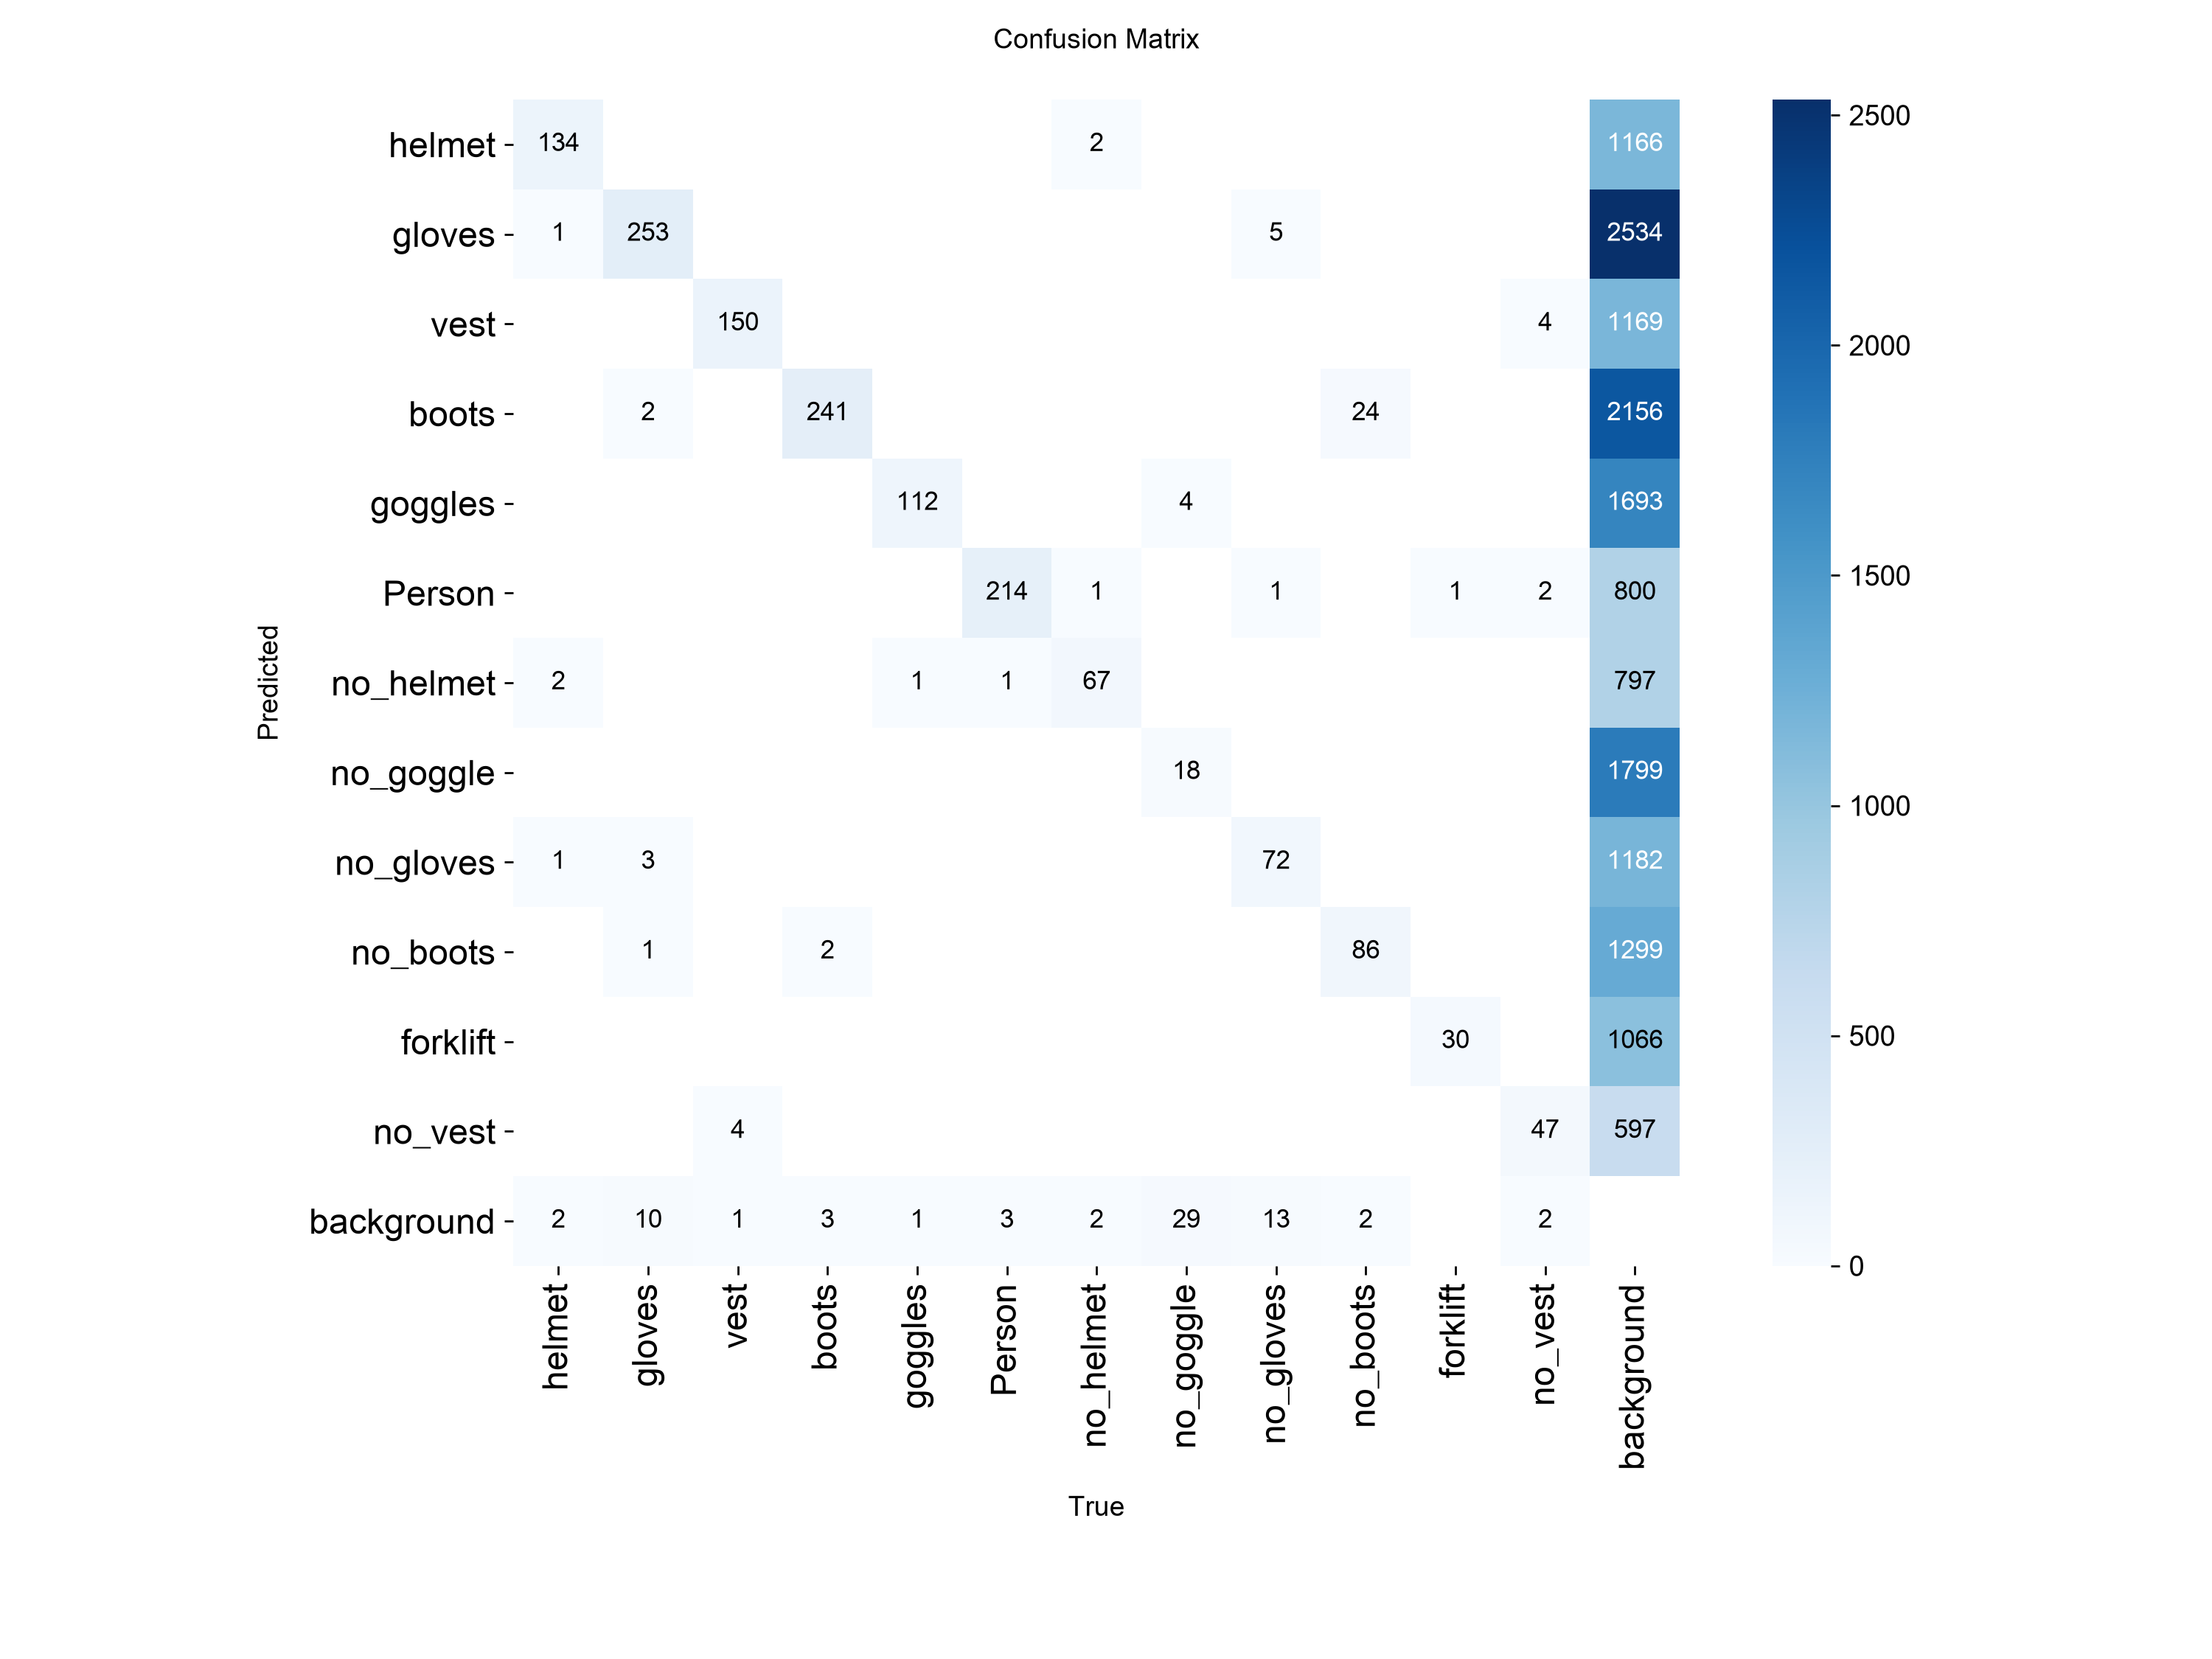 Confusion Matrix
helmet 134 2 1166
gloves 1 253 5 2534
vest 150 4 1169
boots 2 241 24 2156
goggles 112 4 1693
Person 214 1 1 1 2 800
no_helmet 2 1 1 67 797
no_goggle 18 1799
no_gloves 1 3 72 1182
no_boots 1 2 86 1299
forklift 30 1066
no_vest 4 47 597
background 2 10 1 3 1 3 2 29 13 2 2
helmet gloves vest boots goggles Person no_helmet no_goggle no_gloves no_boots forklift no_vest background
Predicted
True
2500
2000
1500
1000
500
0